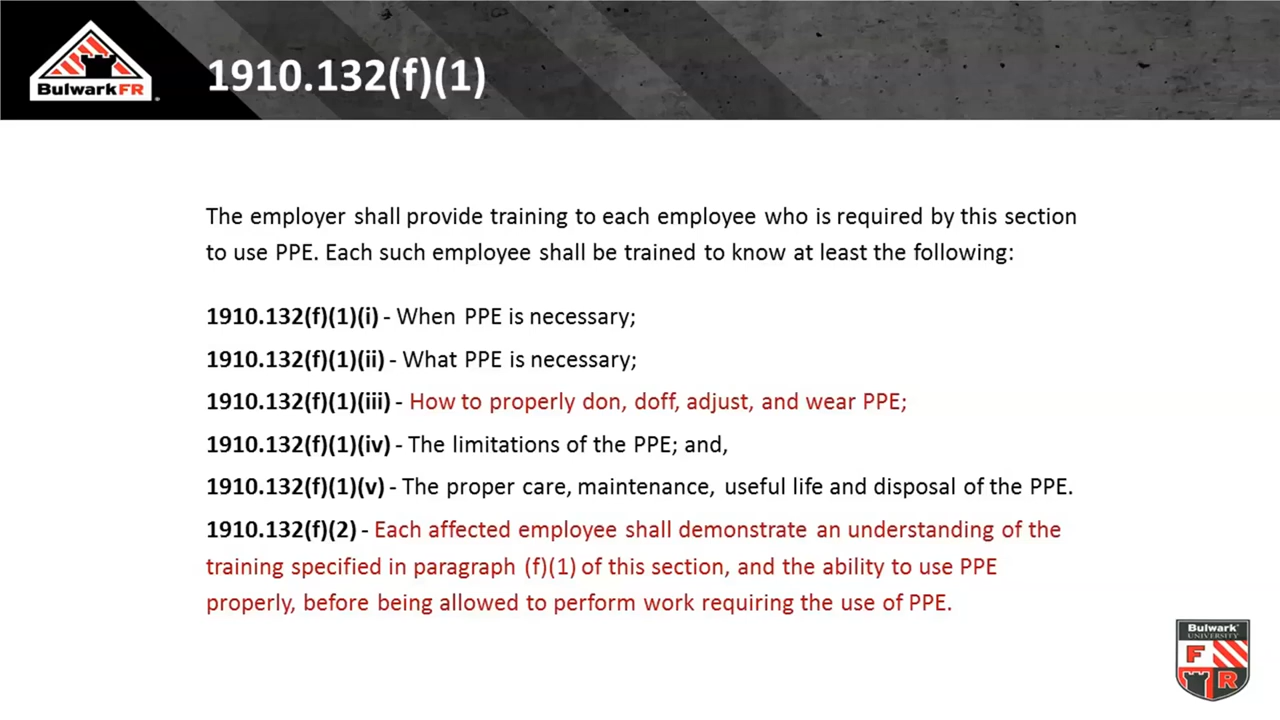 BulwarkFR
1910.132(f)(1)
The employer shall provide training to each employee who is required by this section
to use PPE. Each such employee shall be trained to know at least the following:
1910.132(f)(1)(i) - When PPE is necessary;
1910.132(f)(1)(ii) - What PPE is necessary;
1910.132(f)(1)(iii) - How to properly don, doff, adjust, and wear PPE;
1910.132(f)(1)(iv) - The limitations of the PPE; and,
1910.132(f)(1)(v) - The proper care, maintenance, useful life and disposal of the PPE.
1910.132(f)(2) - Each affected employee shall demonstrate an understanding of the
training specified in paragraph (f)(1) of this section, and the ability to use PPE
properly, before being allowed to perform work requiring the use of PPE.
Bulwark
UNIVERSITY
F
R